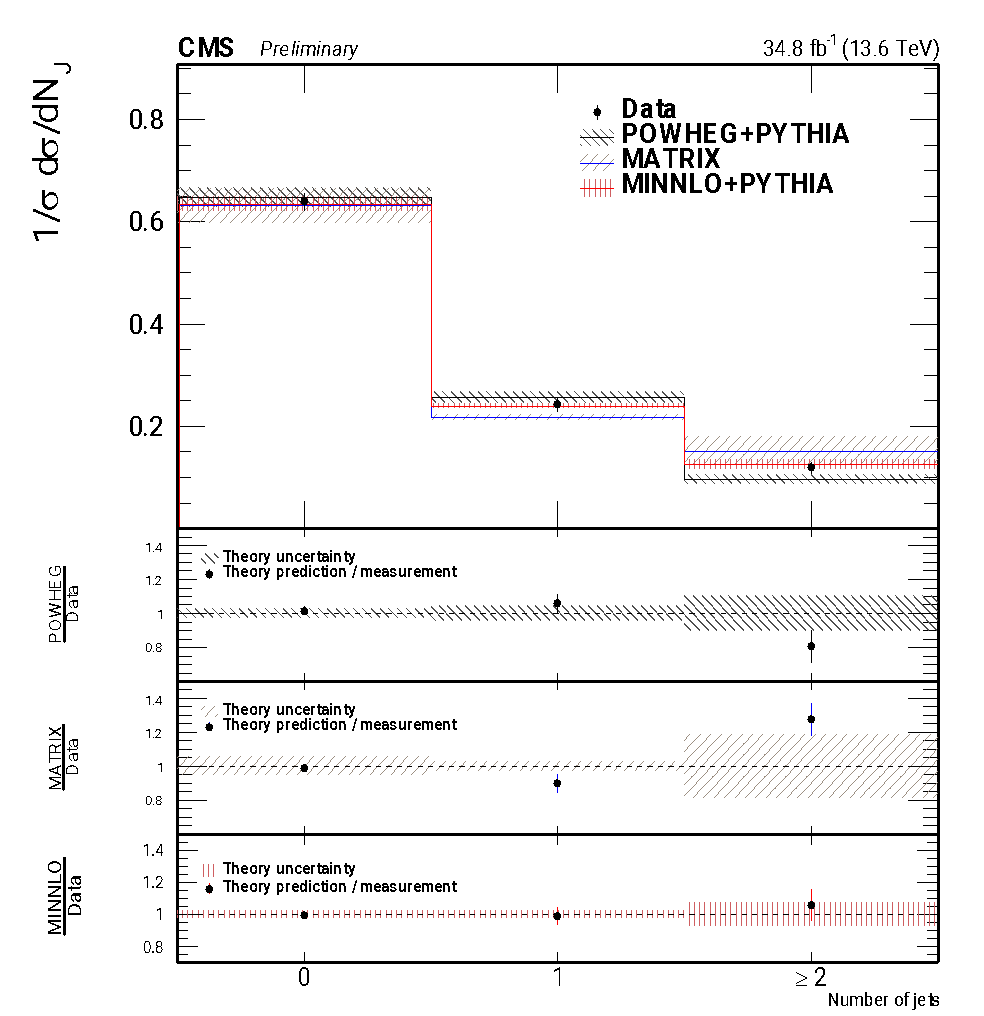 CMS Preliminary 34.8 fb-1 (13.6 TeV)
1/σ dσ/dN_J
0.8
0.6
0.4
0.2
Data
POWHEG+PYTHIA
MATRIX
MINNLO+PYTHIA
POWHEG
Data
1.4
1.2
1
0.8
Theory uncertainty
Theory prediction / measurement
MATRIX
Data
1.4
1.2
1
0.8
Theory uncertainty
Theory prediction / measurement
MINNLO
Data
1.4
1.2
1
0.8
Theory uncertainty
Theory prediction / measurement
0 1 ≥ 2
Number of jets